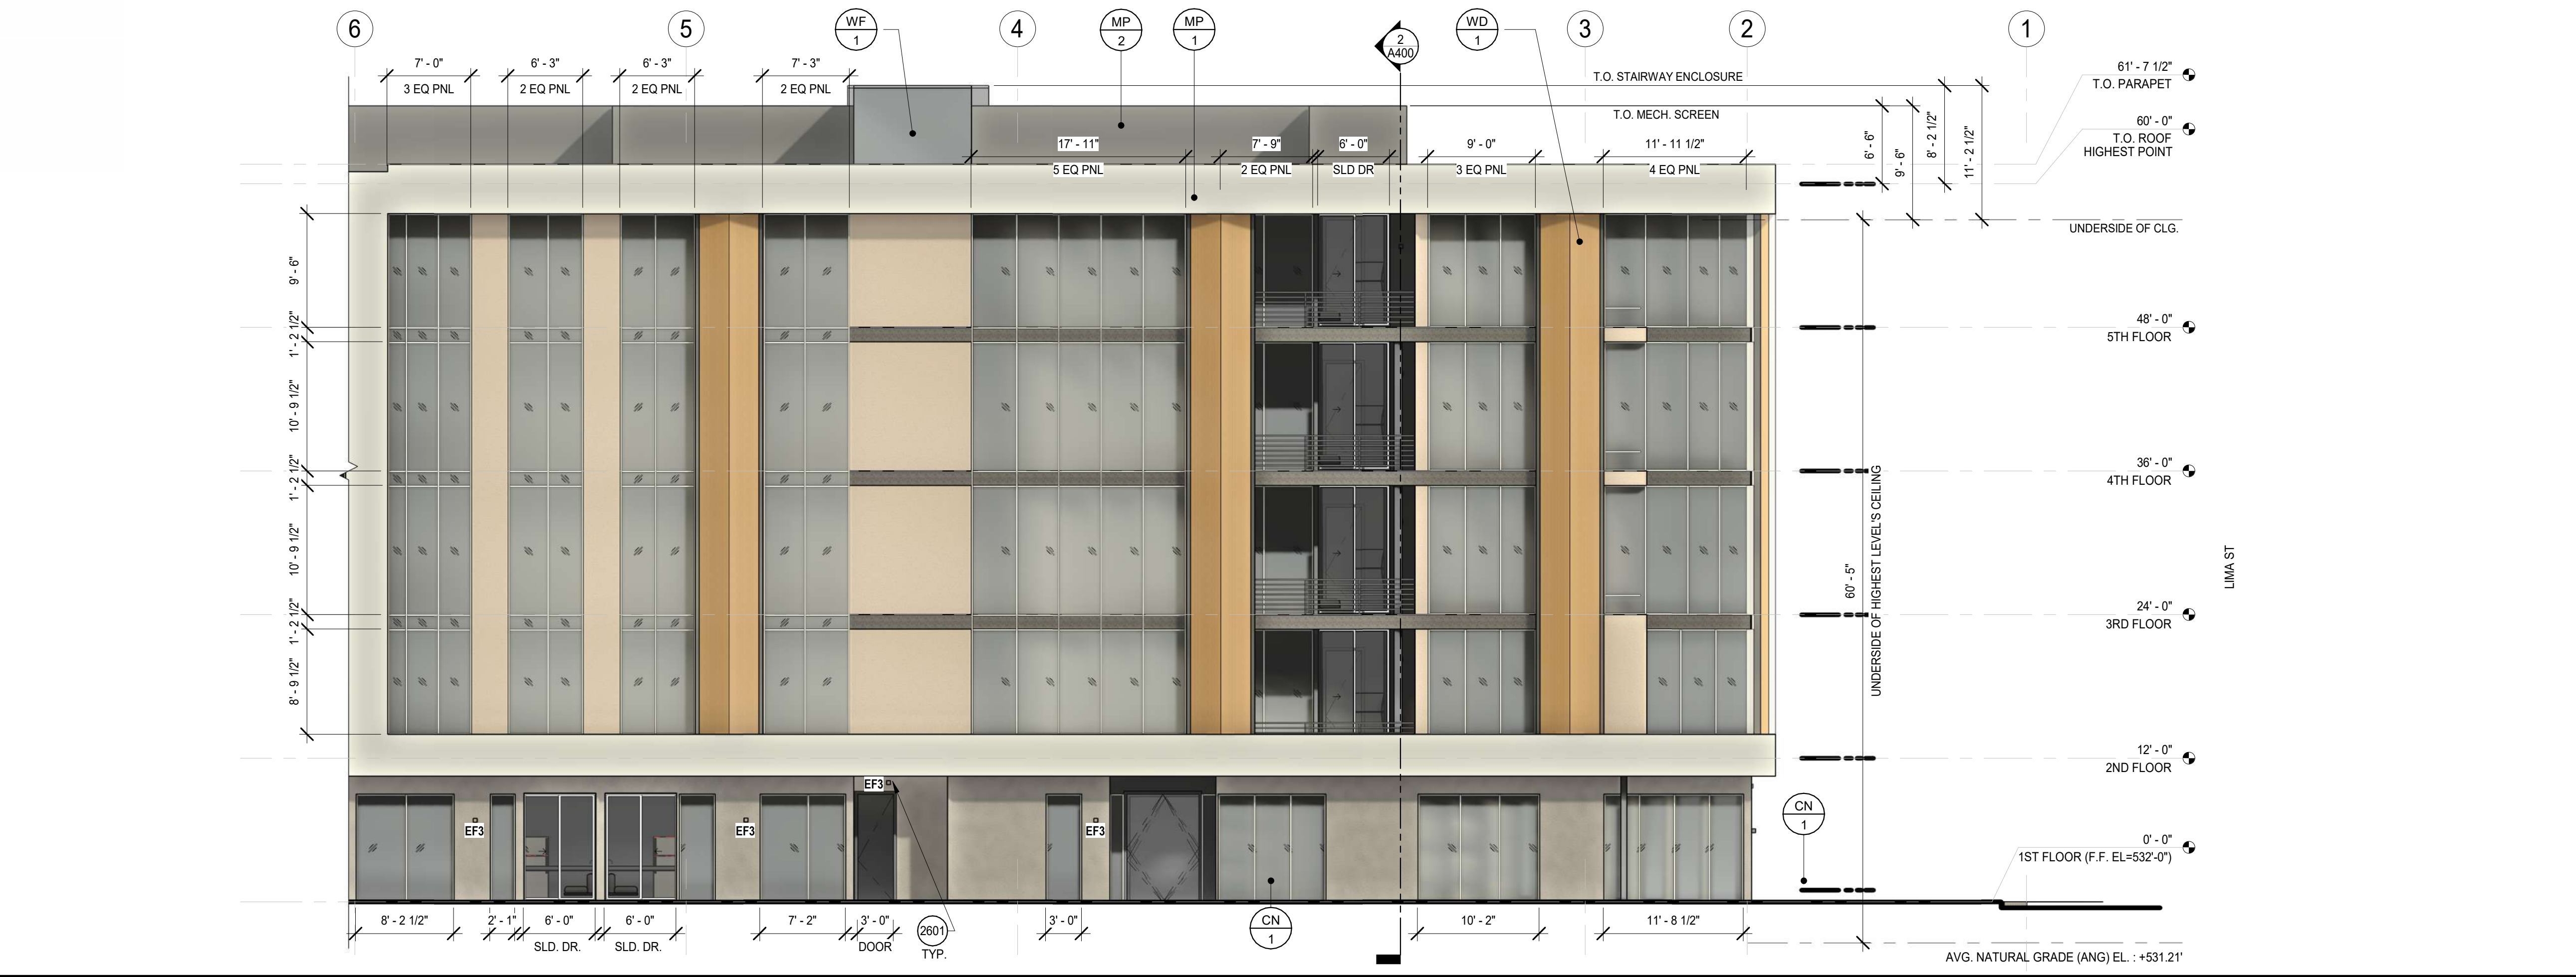 6
5
WF
1
4
MP
2
MP
1
2
A400
WD
1
3
2
1
7' - 0"
3 EQ PNL
6' - 3"
2 EQ PNL
6' - 3"
2 EQ PNL
7' - 3"
2 EQ PNL
T.O. STAIRWAY ENCLOSURE
T.O. MECH. SCREEN
61' - 7 1/2"
T.O. PARAPET
60' - 0"
T.O. ROOF
HIGHEST POINT
17' - 11"
5 EQ PNL
7' - 9"
2 EQ PNL
6' - 0"
SLD DR
9' - 0"
3 EQ PNL
11' - 11 1/2"
4 EQ PNL
6' - 6"
9' - 6"
8' - 2 1/2"
11' - 2 1/2"
UNDERSIDE OF CLG.
9' - 6"
1' - 2 1/2"
10' - 9 1/2"
1' - 2 1/2"
10' - 9 1/2"
1' - 2 1/2"
8' - 9 1/2"
48' - 0"
5TH FLOOR
36' - 0"
4TH FLOOR
24' - 0"
3RD FLOOR
12' - 0"
2ND FLOOR
60' - 5"
UNDERSIDE OF HIGHEST LEVEL'S CEILING
LIMA ST
EF3
EF3
EF3
EF3
CN
1
0' - 0"
1ST FLOOR (F.F. EL=532'-0")
8' - 2 1/2"
2' - 1"
6' - 0"
SLD. DR.
6' - 0"
SLD. DR.
7' - 2"
3' - 0"
DOOR
2601
TYP.
3' - 0"
CN
1
10' - 2"
11' - 8 1/2"
AVG. NATURAL GRADE (ANG) EL. : +531.21'